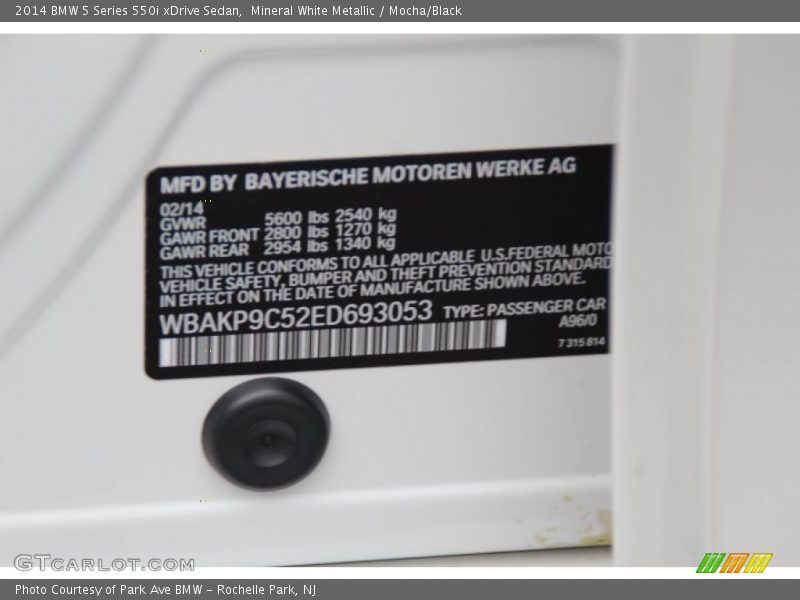 2014 BMW 5 Series 550i xDrive Sedan,  Mineral White Metallic / Mocha/Black
MFD BY BAYERISCHE MOTOREN WERKE AG
02/14
GVWR 5600 lbs 2540 kg
GAWR FRONT 2800 lbs 1270 kg
GAWR REAR 2954 lbs 1340 kg
THIS VEHICLE CONFORMS TO ALL APPLICABLE U.S.FEDERAL MOTO
VEHICLE SAFETY, BUMPER AND THEFT PREVENTION STANDARD
IN EFFECT ON THE DATE OF MANUFACTURE SHOWN ABOVE.
WBAKP9C52ED693053 TYPE: PASSENGER CAR
A96/0
7 315 814
GTCARLOT.COM
Photo Courtesy of Park Ave BMW - Rochelle Park, NJ